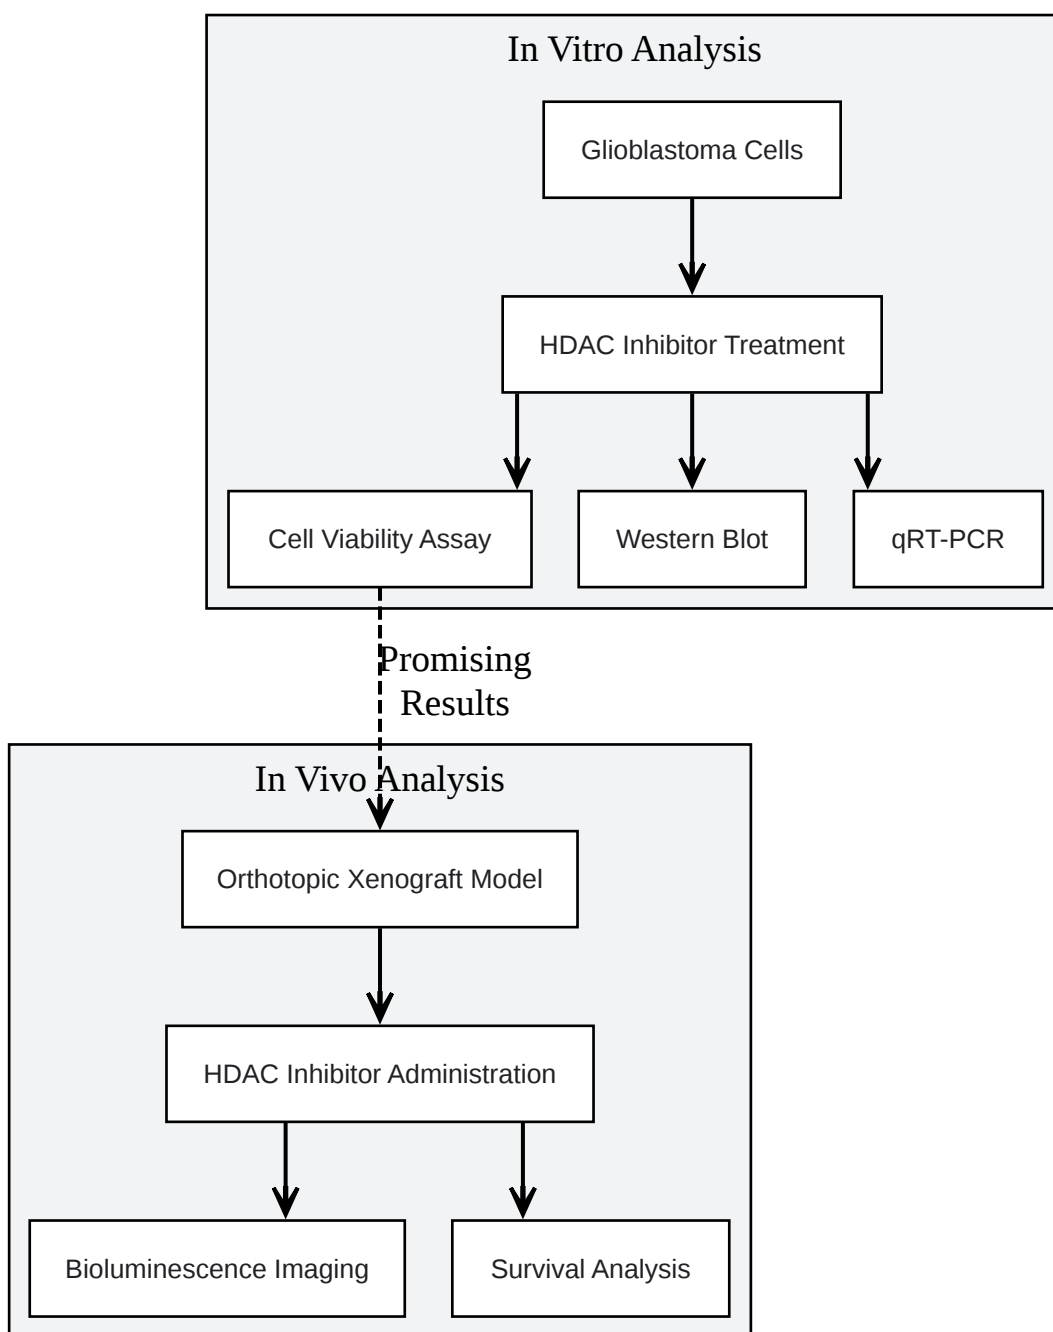 In Vitro Analysis
Glioblastoma Cells
HDAC Inhibitor Treatment
Cell Viability Assay
Western Blot
qRT-PCR
Promising
Results
In Vivo Analysis
Orthotopic Xenograft Model
HDAC Inhibitor Administration
Bioluminescence Imaging
Survival Analysis